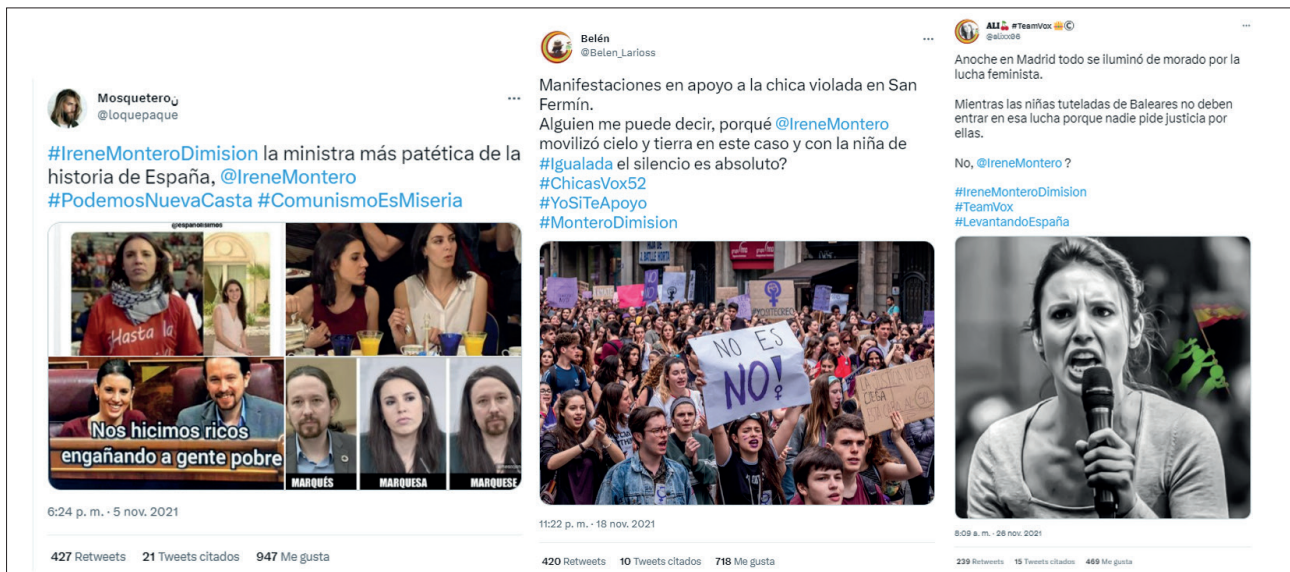 Mosqueteroن
@loquepaque
#IreneMonteroDimision la ministra más patética de la
historia de España, @IreneMontero
#PodemosNuevaCasta #ComunismoEsMiseria
@españolisimos
Hasta la
Nos hicimos ricos
engañando a gente pobre
MARQUÉS
MARQUESA
MARQUESE
6:24 p. m. · 5 nov. 2021
427 Retweets 21 Tweets citados 947 Me gusta
Belén
@Belen_Larioss
Manifestaciones en apoyo a la chica violada en San
Fermín.
Alguien me puede decir, porqué @IreneMontero
movilizó cielo y tierra en este caso y con la niña de
#Igualada el silencio es absoluto?
#ChicasVox52
#YoSiTeApoyo
#MonteroDimision
NO ES
NO!
CIEGA
11:22 p. m. · 18 nov. 2021
420 Retweets 10 Tweets citados 718 Me gusta
ALI #TeamVox ©
@alixx96
Anoche en Madrid todo se iluminó de morado por la
lucha feminista.
Mientras las niñas tuteladas de Baleares no deben
entrar en esa lucha porque nadie pide justicia por
ellas.
No, @IreneMontero ?
#IreneMonteroDimision
#TeamVox
#LevantandoEspaña
8:09 a. m. · 26 nov. 2021
239 Retweets 15 Tweets citados 469 Me gusta